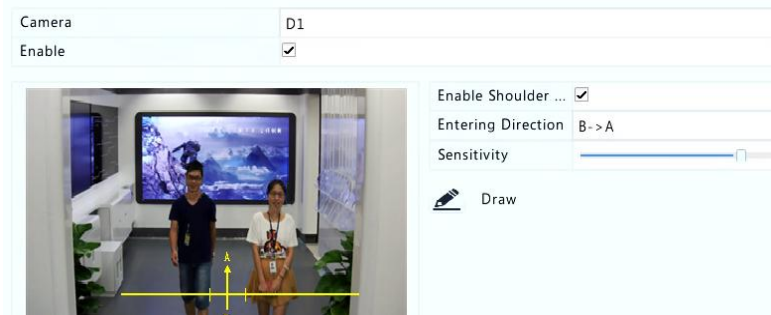 Camera D1
Enable
Enable Shoulder ...
Entering Direction B->A
Sensitivity
Draw
A